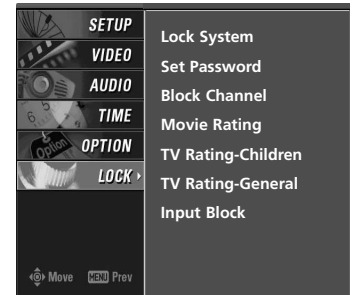 SETUP
VIDEO
AUDIO
TIME
OPTION
LOCK
Move MENU Prev
Lock System
Set Password
Block Channel
Movie Rating
TV Rating-Children
TV Rating-General
Input Block